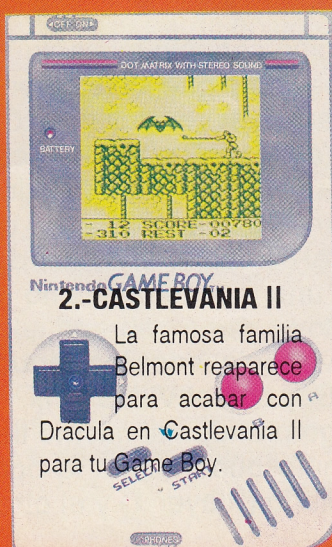 ◁OFF·ON▷
DOT MATRIX WITH STEREO SOUND
BATTERY
- 12 SCORE-00780
-310 REST -02
Nintendo GAME BOY TM
2.-CASTLEVANIA II
La famosa familia
Belmont reaparece
para acabar con
Drácula en Castlevania II
para tu Game Boy.
B A
SELECT START
PHONES